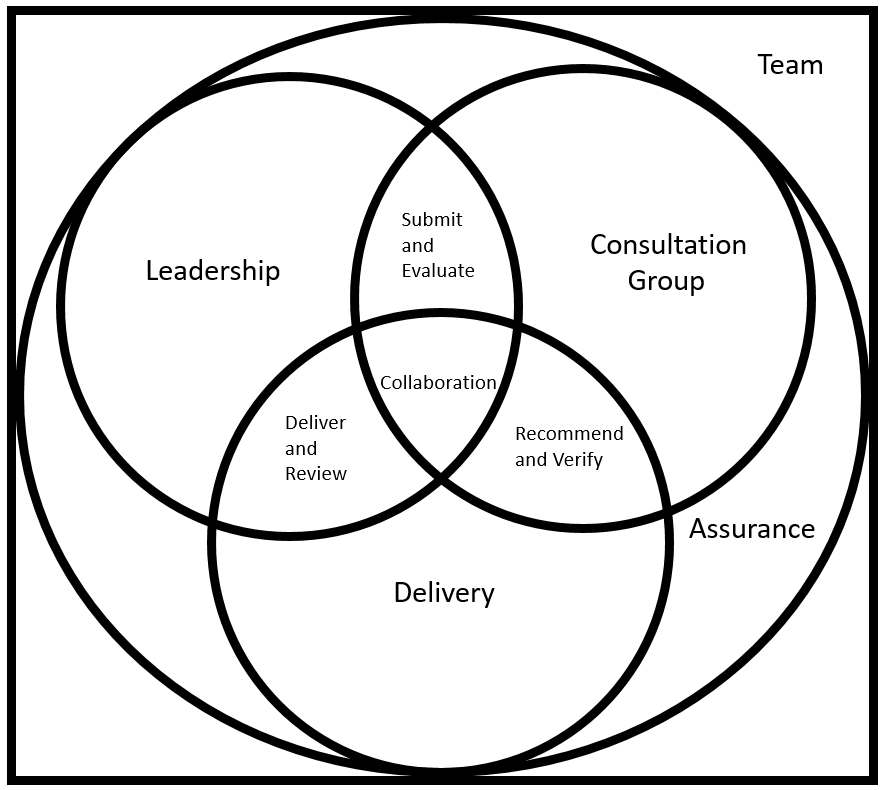 Team
Submit
and
Evaluate
Consultation
Group
Leadership
Collaboration
Deliver
and
Review
Recommend
and Verify
Assurance
Delivery